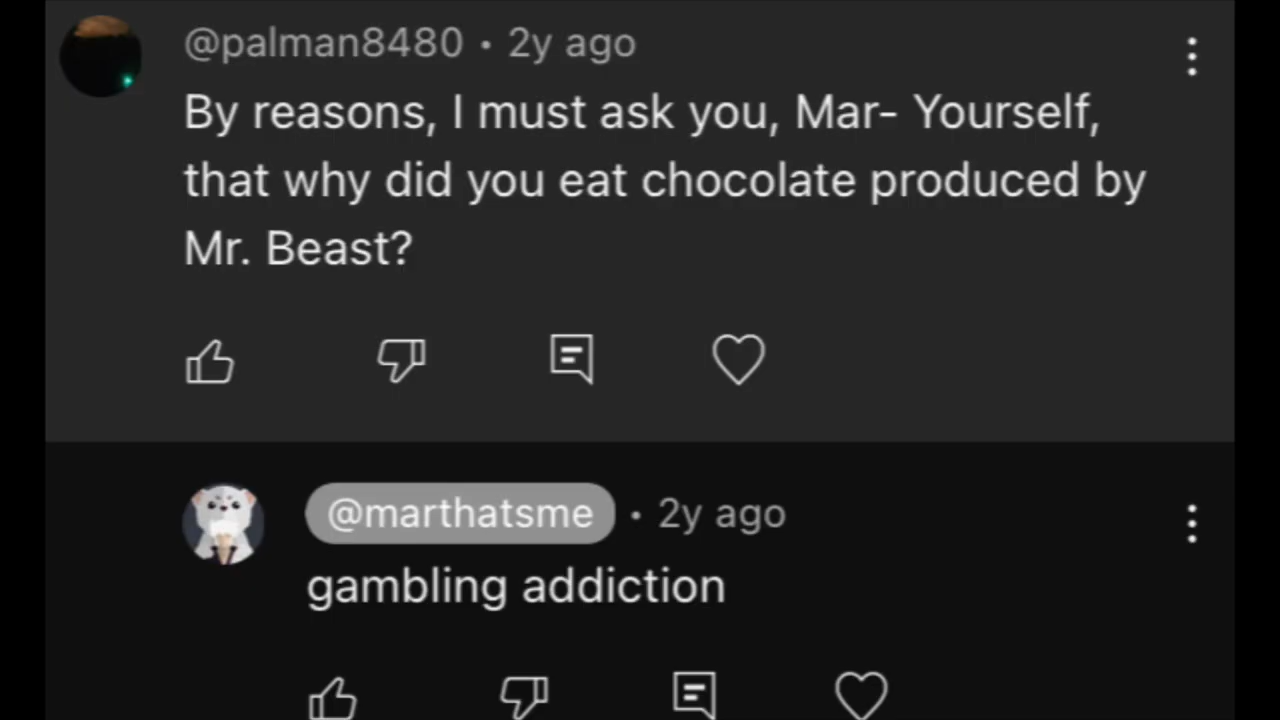 @palman8480 • 2y ago
By reasons, I must ask you, Mar- Yourself,
that why did you eat chocolate produced by
Mr. Beast?
@marthatsme • 2y ago
gambling addiction